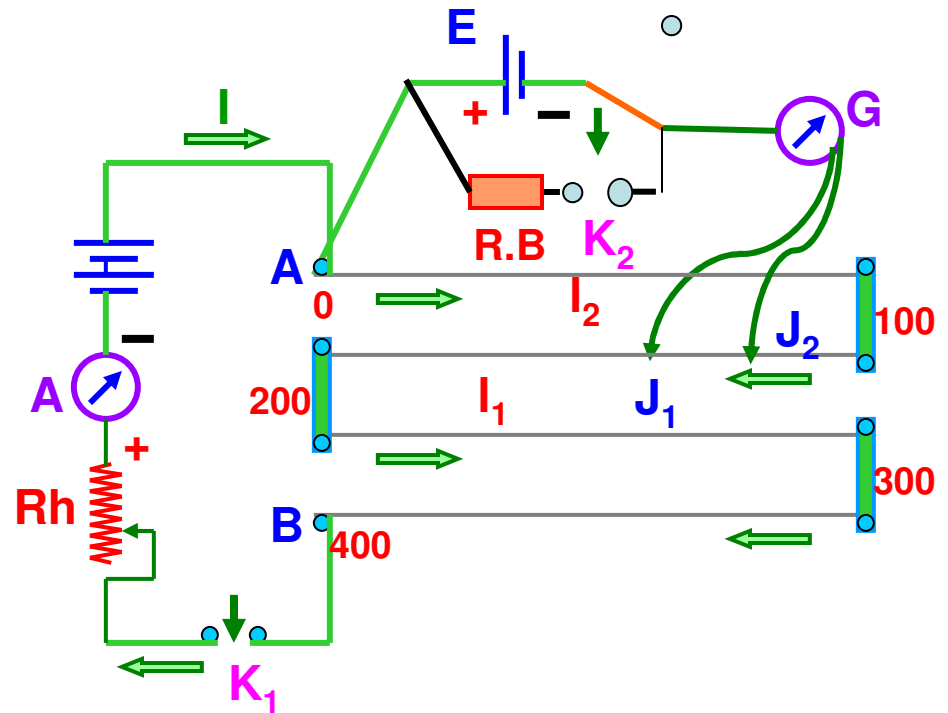 E
I
+
−
G
R.B
K₂
A
0
I₂
100
J₂
−
A
200
I₁
J₁
+
Rh
300
B
400
K₁